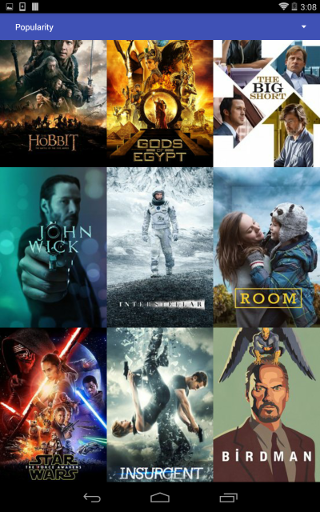 3:08
Popularity
THE
HOBBIT
GODS
OF
EGYPT
THE BIG
SHORT
JOHN
WICK
INTERSTELLAR
ROOM
STAR
THE FORCE AWAKENS
WARS
INSURGENT
BiRDMAN